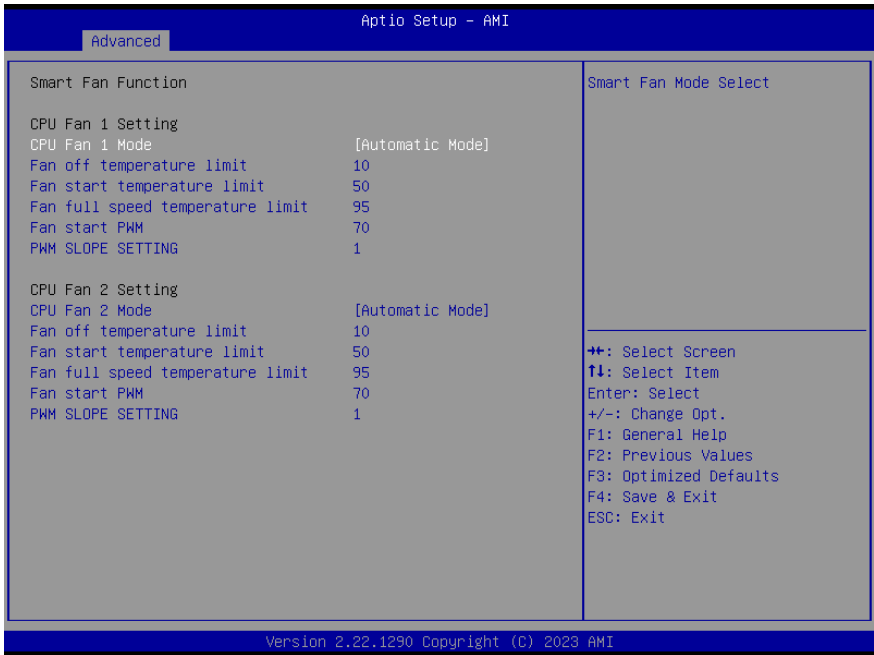 Aptio Setup – AMI
Advanced
Smart Fan Function
CPU Fan 1 Setting
CPU Fan 1 Mode [Automatic Mode]
Fan off temperature limit 10
Fan start temperature limit 50
Fan full speed temperature limit 95
Fan start PWM 70
PWM SLOPE SETTING 1
CPU Fan 2 Setting
CPU Fan 2 Mode [Automatic Mode]
Fan off temperature limit 10
Fan start temperature limit 50
Fan full speed temperature limit 95
Fan start PWM 70
PWM SLOPE SETTING 1
Smart Fan Mode Select
→←: Select Screen
↑↓: Select Item
Enter: Select
+/-: Change Opt.
F1: General Help
F2: Previous Values
F3: Optimized Defaults
F4: Save & Exit
ESC: Exit
Version 2.22.1290 Copyright (C) 2023 AMI